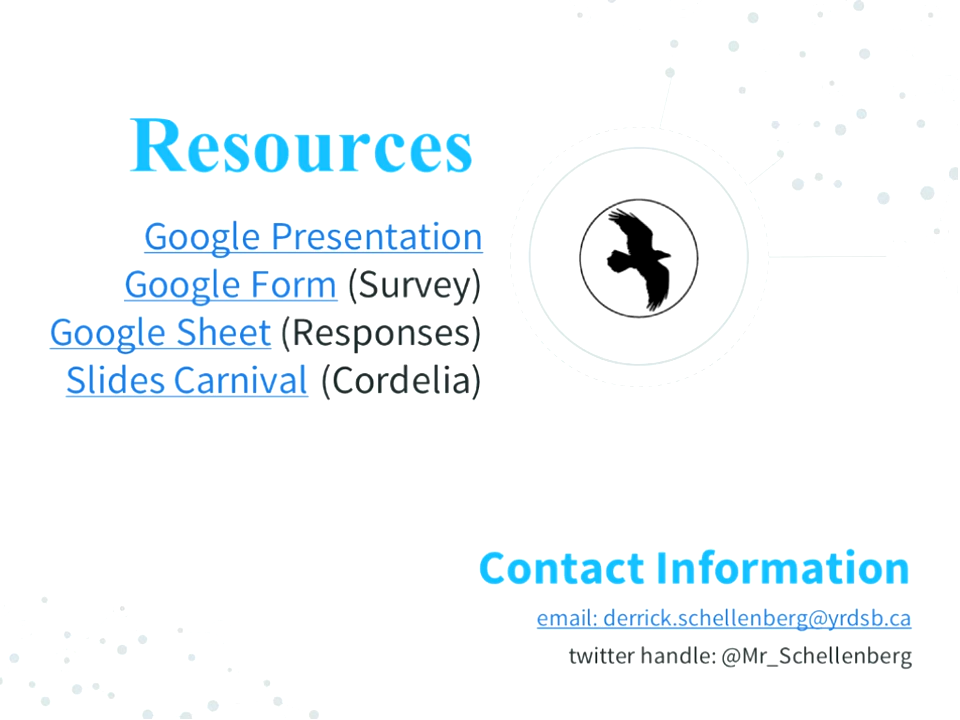 Resources
Google Presentation
Google Form (Survey)
Google Sheet (Responses)
Slides Carnival (Cordelia)
Contact Information
email: derrick.schellenberg@yrdsb.ca
twitter handle: @Mr_Schellenberg